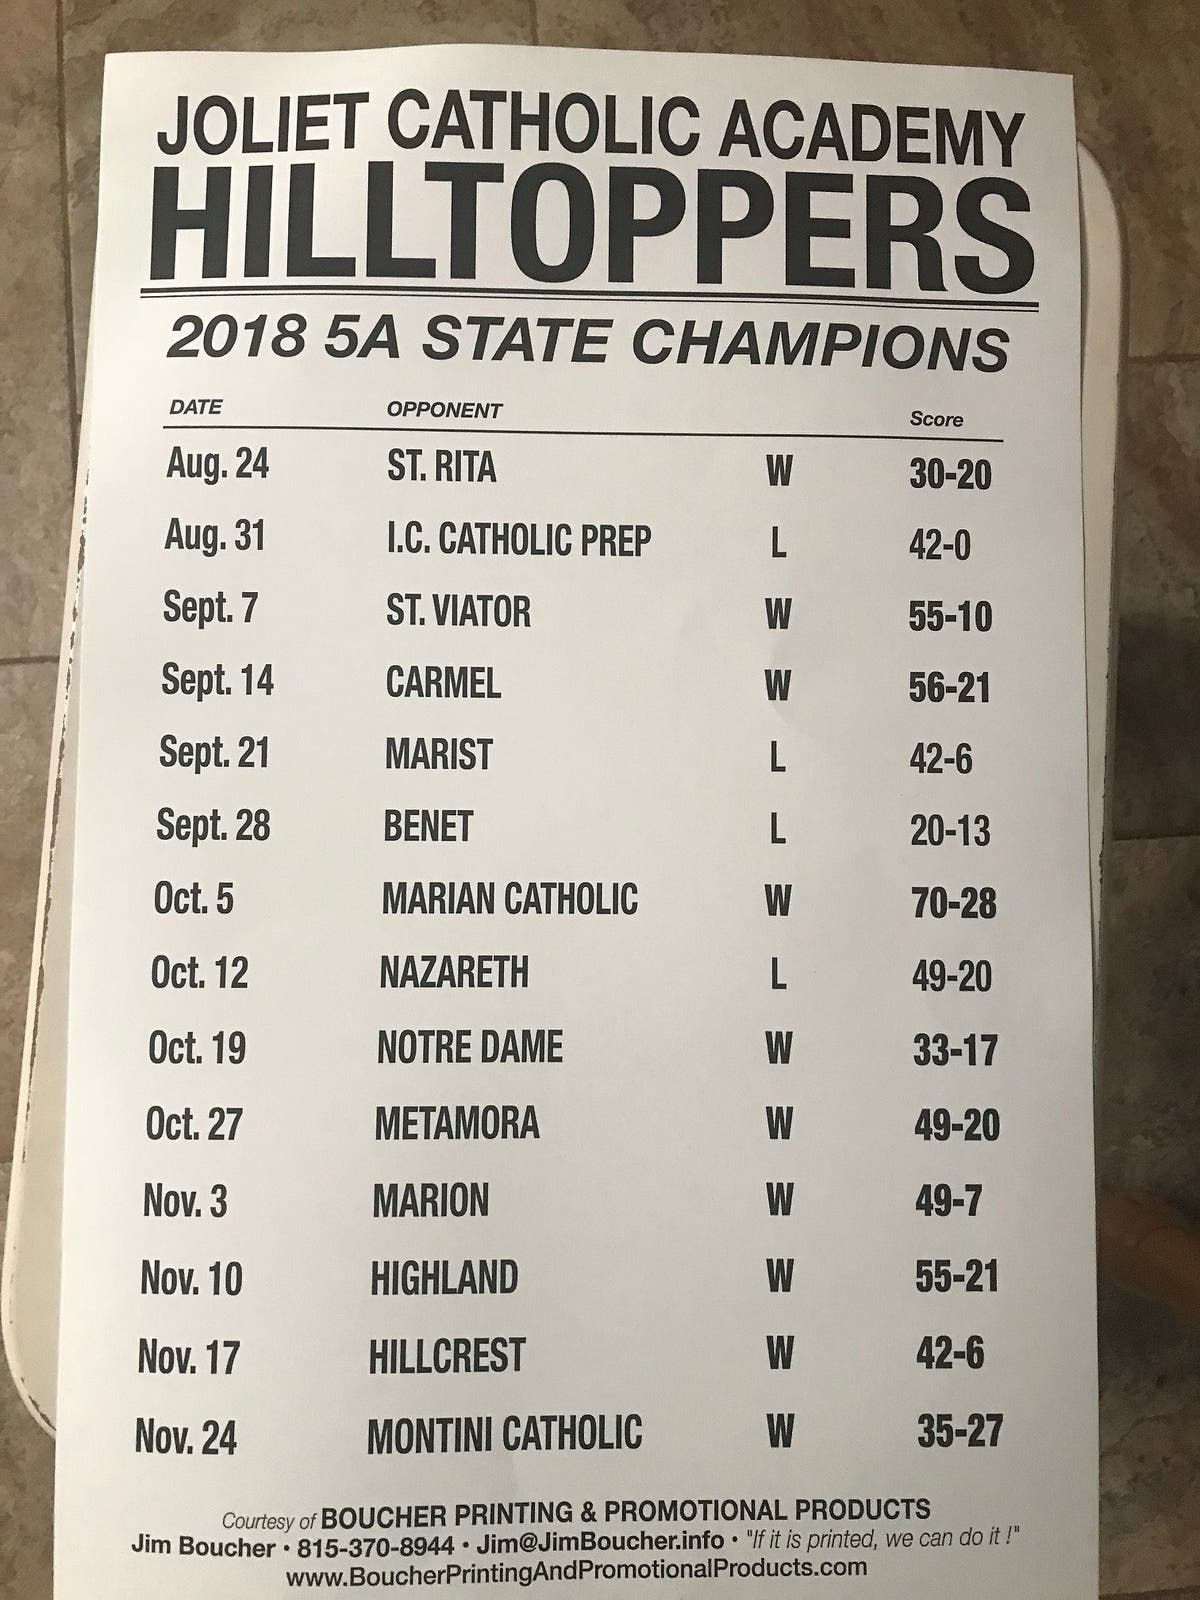 JOLIET CATHOLIC ACADEMY
HILLTOPPERS
2018 5A STATE CHAMPIONS
DATE OPPONENT Score
Aug. 24 ST. RITA W 30-20
Aug. 31 I.C. CATHOLIC PREP L 42-0
Sept. 7 ST. VIATOR W 55-10
Sept. 14 CARMEL W 56-21
Sept. 21 MARIST L 42-6
Sept. 28 BENET L 20-13
Oct. 5 MARIAN CATHOLIC W 70-28
Oct. 12 NAZARETH L 49-20
Oct. 19 NOTRE DAME W 33-17
Oct. 27 METAMORA W 49-20
Nov. 3 MARION W 49-7
Nov. 10 HIGHLAND W 55-21
Nov. 17 HILLCREST W 42-6
Nov. 24 MONTINI CATHOLIC W 35-27
Courtesy of BOUCHER PRINTING & PROMOTIONAL PRODUCTS
Jim Boucher • 815-370-8944 • Jim@JimBoucher.info • "If it is printed, we can do it !"
www.BoucherPrintingAndPromotionalProducts.com